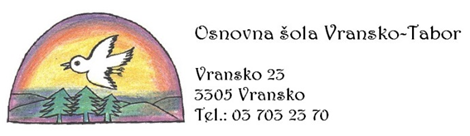 Osnovna šola Vransko-Tabor
Vransko 23
3305 Vransko
Tel.: 03 703 23 70